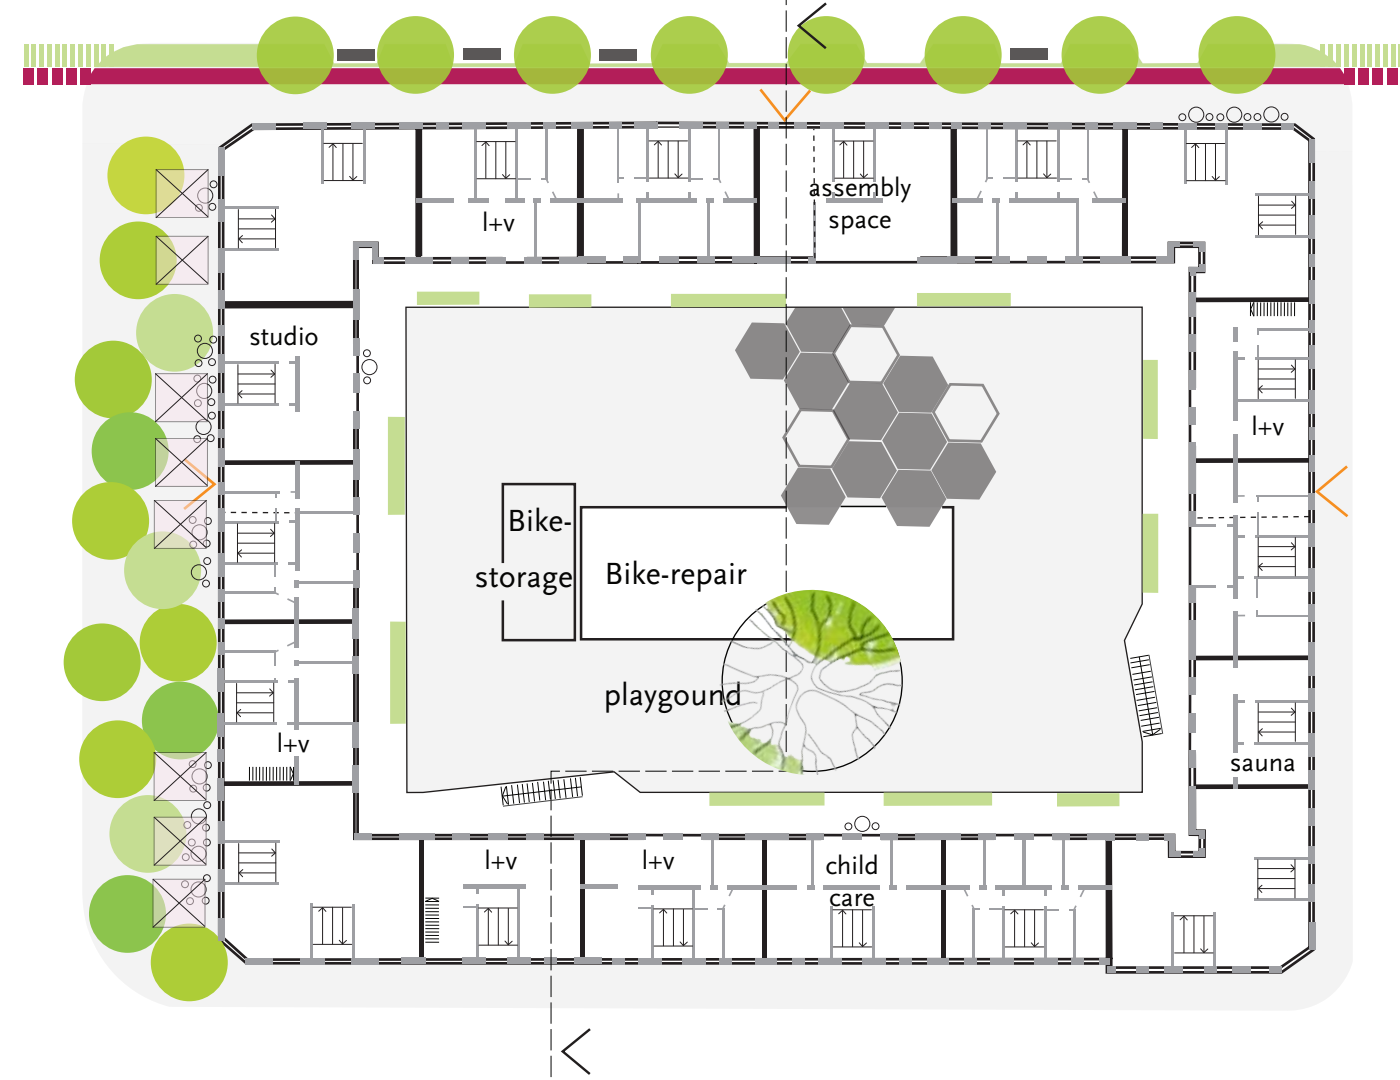 assembly
space
l+v
studio
l+v
Bike-
storage
Bike-repair
playgound
l+v
sauna
l+v
l+v
child
care